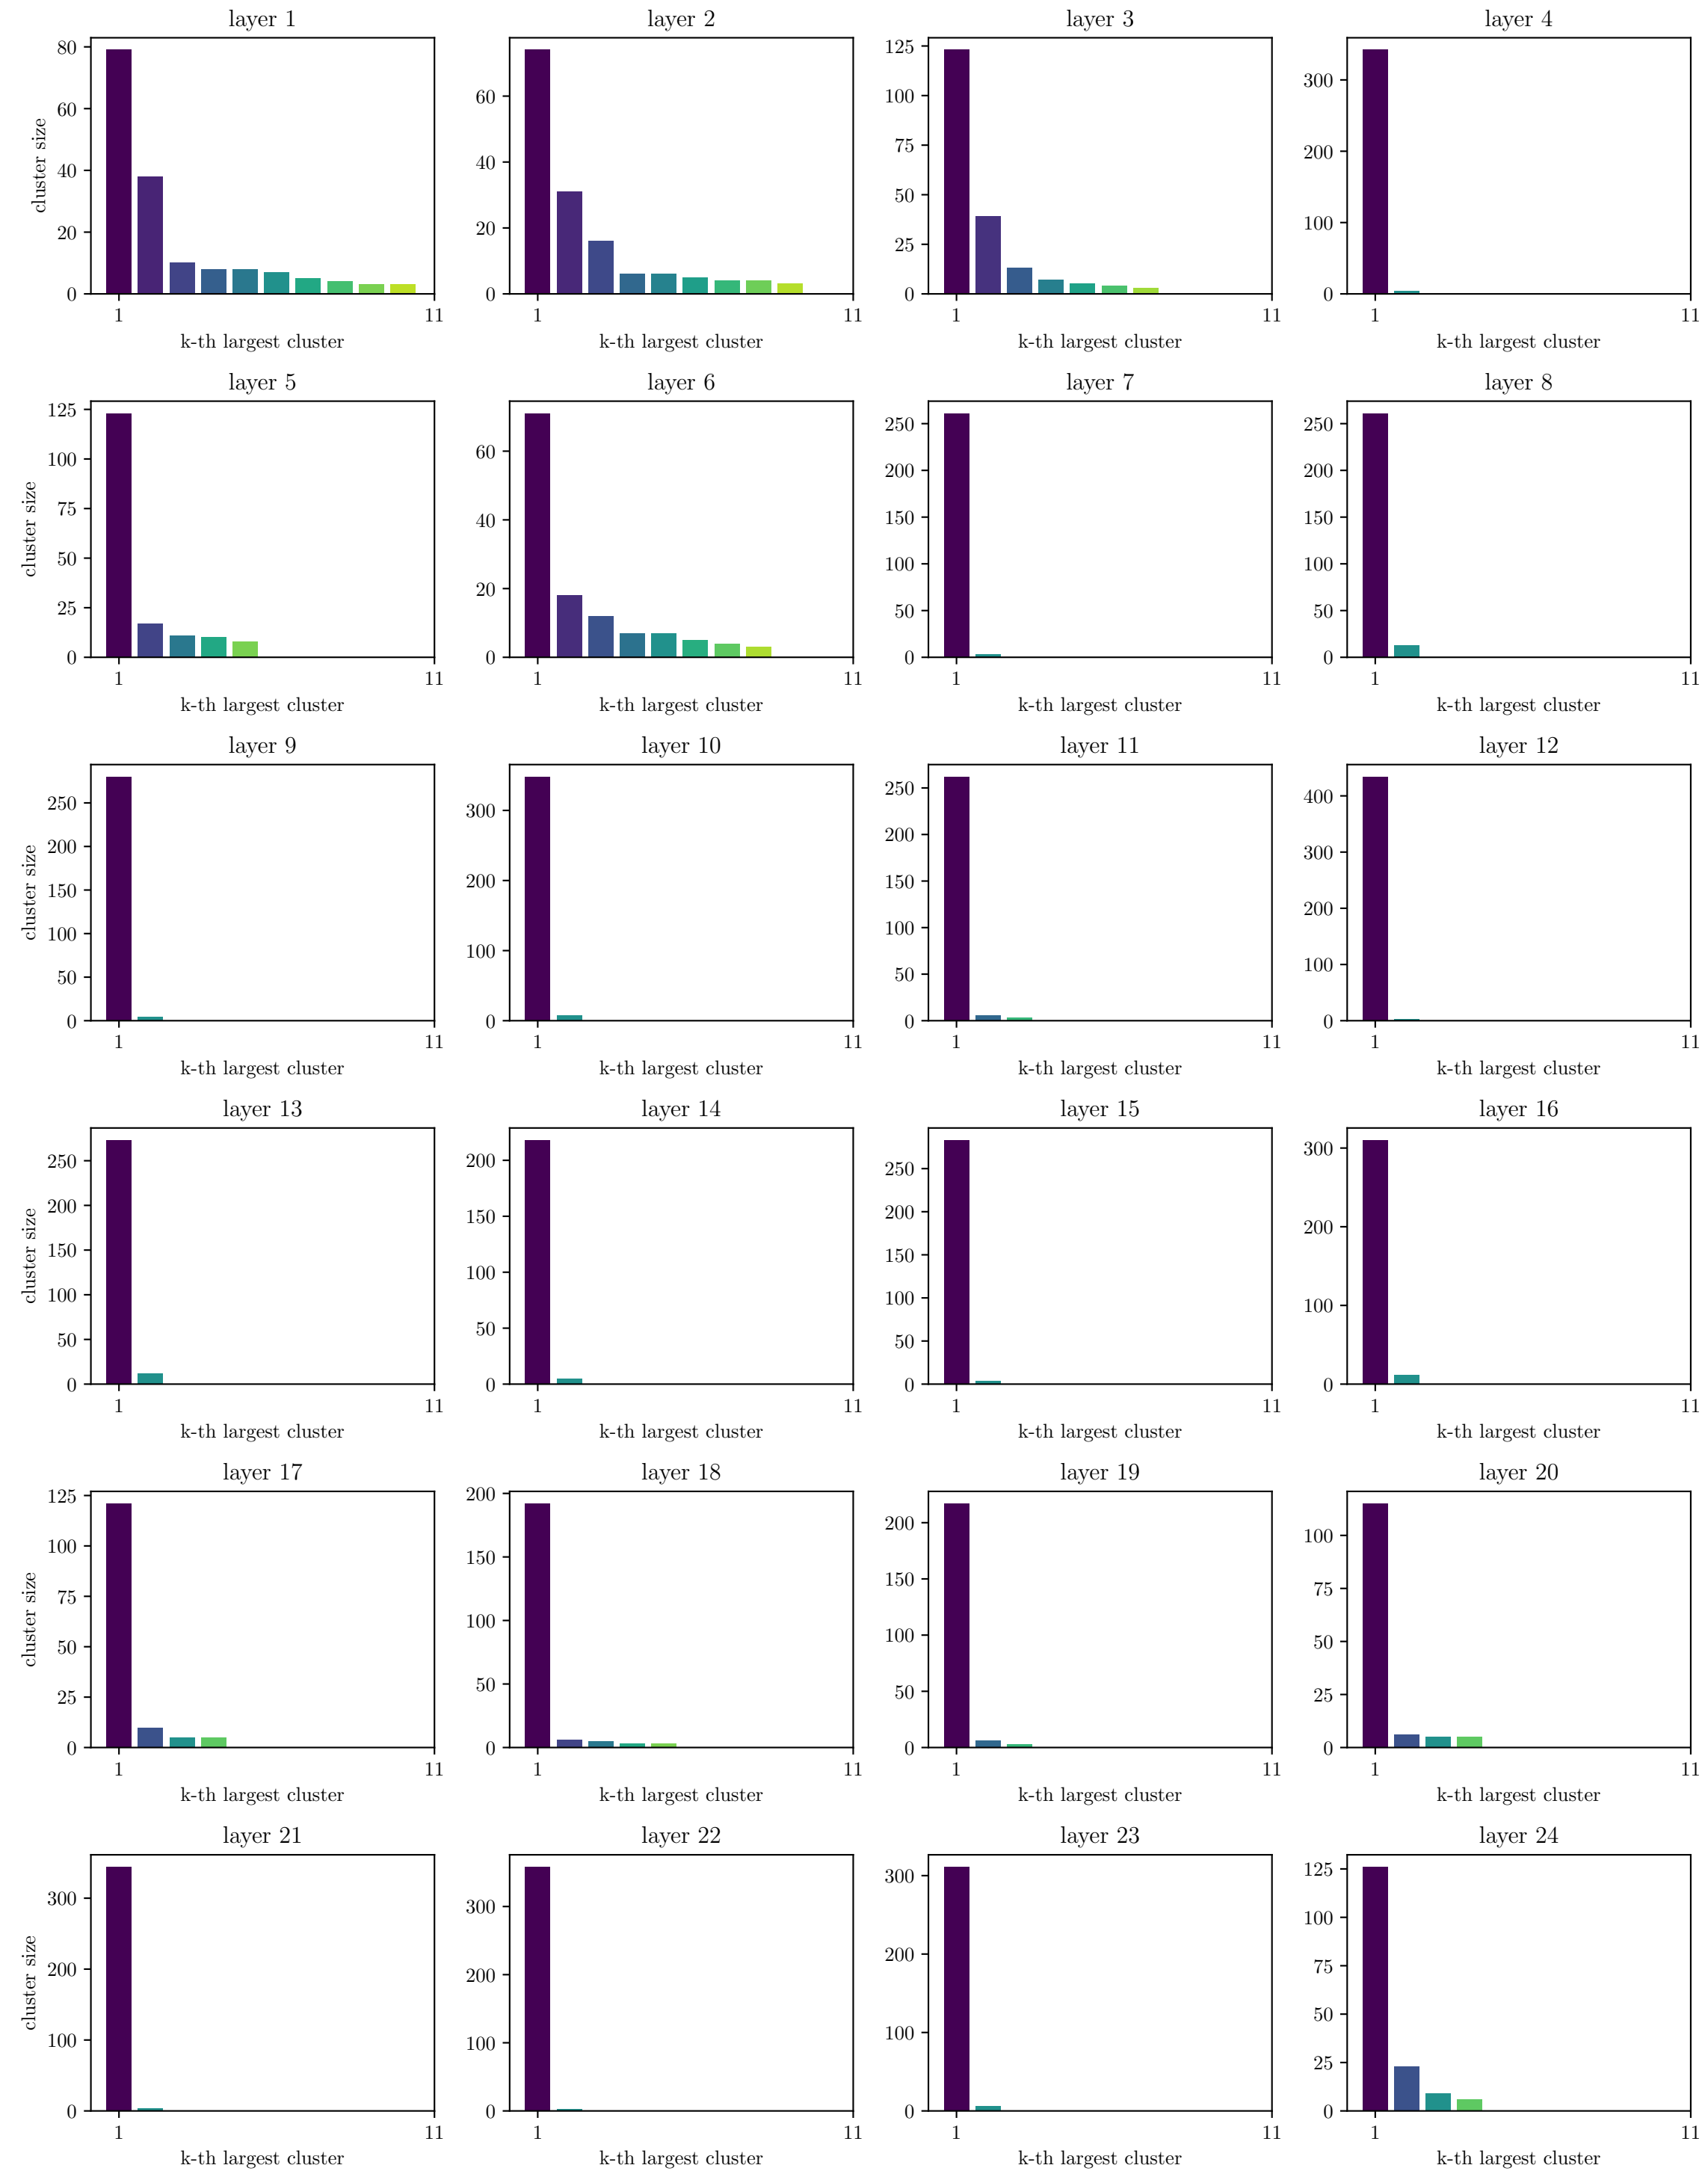 layer 1
80
60
40
20
0
cluster size
1 11
k-th largest cluster
layer 2
60
40
20
0
1 11
k-th largest cluster
layer 3
125
100
75
50
25
0
1 11
k-th largest cluster
layer 4
300
200
100
0
1 11
k-th largest cluster
layer 5
125
100
75
50
25
0
cluster size
1 11
k-th largest cluster
layer 6
60
40
20
0
1 11
k-th largest cluster
layer 7
250
200
150
100
50
0
1 11
k-th largest cluster
layer 8
250
200
150
100
50
0
1 11
k-th largest cluster
layer 9
250
200
150
100
50
0
cluster size
1 11
k-th largest cluster
layer 10
300
200
100
0
1 11
k-th largest cluster
layer 11
250
200
150
100
50
0
1 11
k-th largest cluster
layer 12
400
300
200
100
0
1 11
k-th largest cluster
layer 13
250
200
150
100
50
0
cluster size
1 11
k-th largest cluster
layer 14
200
150
100
50
0
1 11
k-th largest cluster
layer 15
250
200
150
100
50
0
1 11
k-th largest cluster
layer 16
300
200
100
0
1 11
k-th largest cluster
layer 17
125
100
75
50
25
0
cluster size
1 11
k-th largest cluster
layer 18
200
150
100
50
0
1 11
k-th largest cluster
layer 19
200
150
100
50
0
1 11
k-th largest cluster
layer 20
100
75
50
25
0
1 11
k-th largest cluster
layer 21
300
200
100
0
cluster size
1 11
k-th largest cluster
layer 22
300
200
100
0
1 11
k-th largest cluster
layer 23
300
200
100
0
1 11
k-th largest cluster
layer 24
125
100
75
50
25
0
1 11
k-th largest cluster